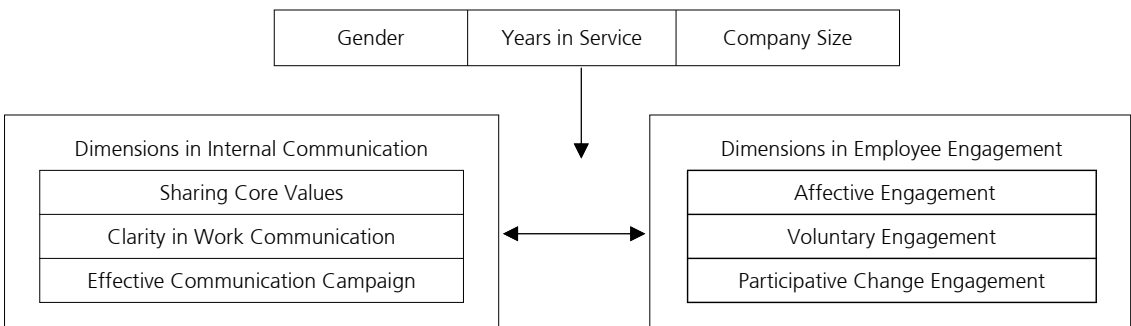 Gender Years in Service Company Size
Dimensions in Internal Communication
Sharing Core Values
Clarity in Work Communication
Effective Communication Campaign
Dimensions in Employee Engagement
Affective Engagement
Voluntary Engagement
Participative Change Engagement